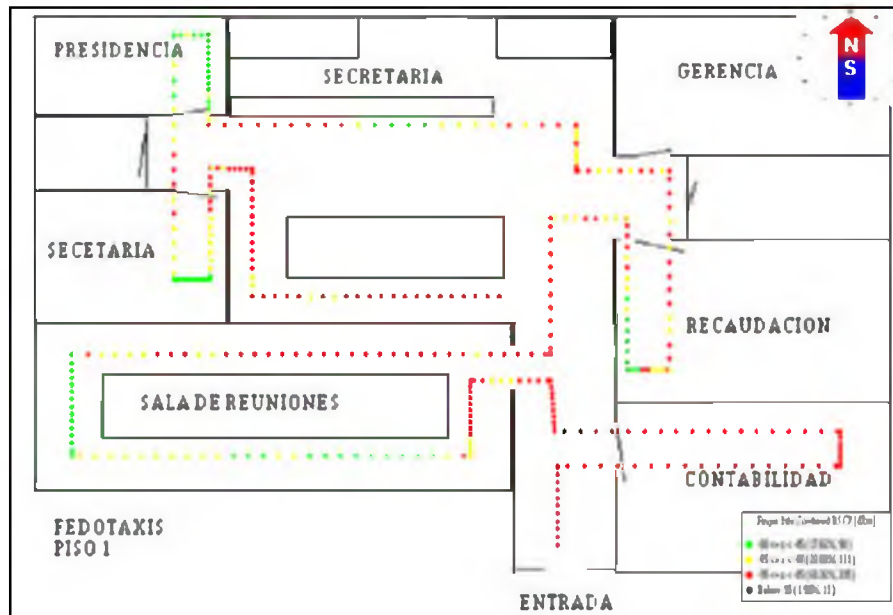 PRESIDENCIA
SECRETARIA
GERENCIA
N
S
SECETARIA
RECAUDACION
SALA DE REUNIONES
CONTABILIDAD
FEDOTAXIS
PISO 1
ENTRADA